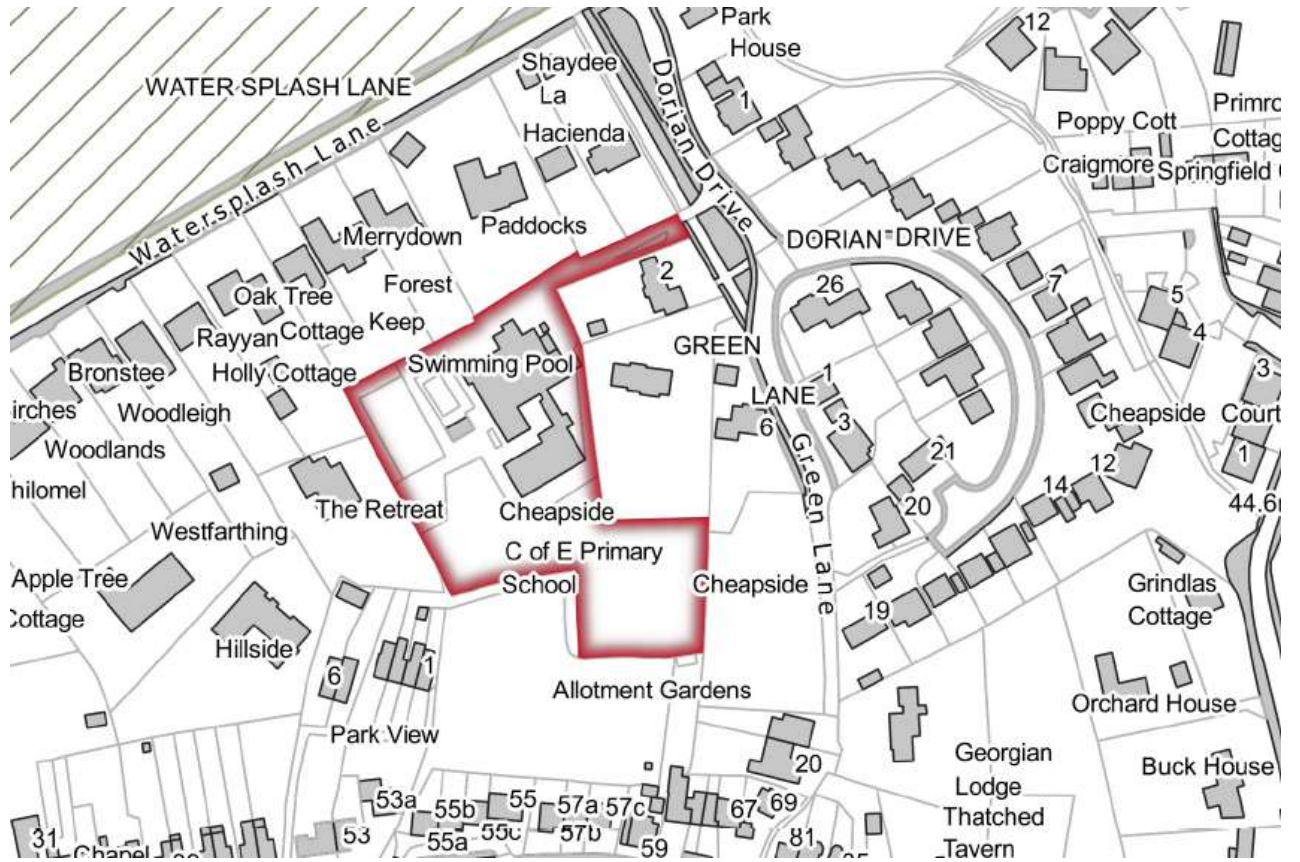 Park
House
12
Shaydee
La
Hacienda
WATER SPLASH LANE
Watersplash Lane
Dorian Drive
1
Poppy Cott
Cottag
Craigmore
Springfield
Paddocks
Merrydown
Forest
Keep
DORIAN DRIVE
Oak Tree
Cottage
Rayyan
Holly Cottage
Bronstee
Woodleigh
Woodlands
2
26
7
5
4
3
GREEN
LANE
Swimming Pool
1
3
6
Green Lane
21
20
Cheapside
Court
1
12
14
44.6
The Retreat
Westfarthing
Cheapside
C of E Primary
School
Cheapside
Apple Tree
Cottage
Hillside
6
1
19
Grindlas
Cottage
Allotment Gardens
Park View
Orchard House
Georgian
Lodge
Thatched
Tavern
Buck House
20
53a
55b
55
57a
57c
67
69
31
Chapel
53
55a
55c
57b
59
81